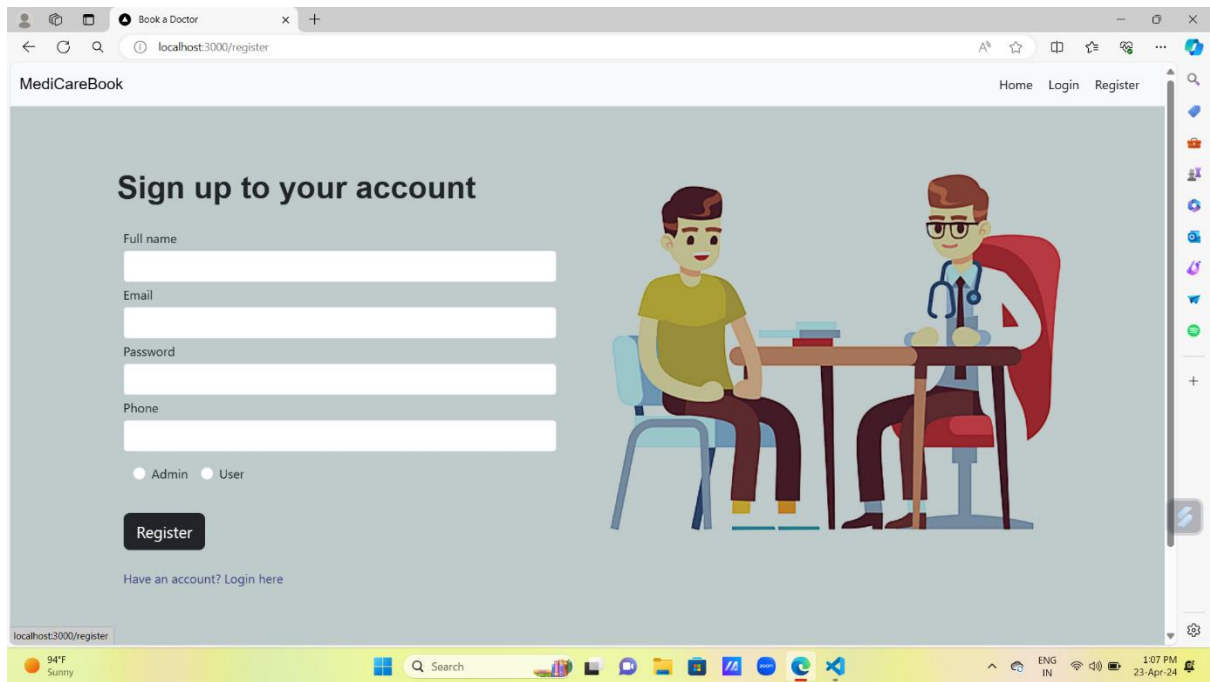 Book a Doctor
localhost:3000/register
MediCareBook
Home Login Register
Sign up to your account
Full name
Email
Password
Phone
Admin User
Register
Have an account? Login here
localhost:3000/register
94°F
Sunny
Search
zoom
ENG
IN
1:07 PM
23-Apr-24